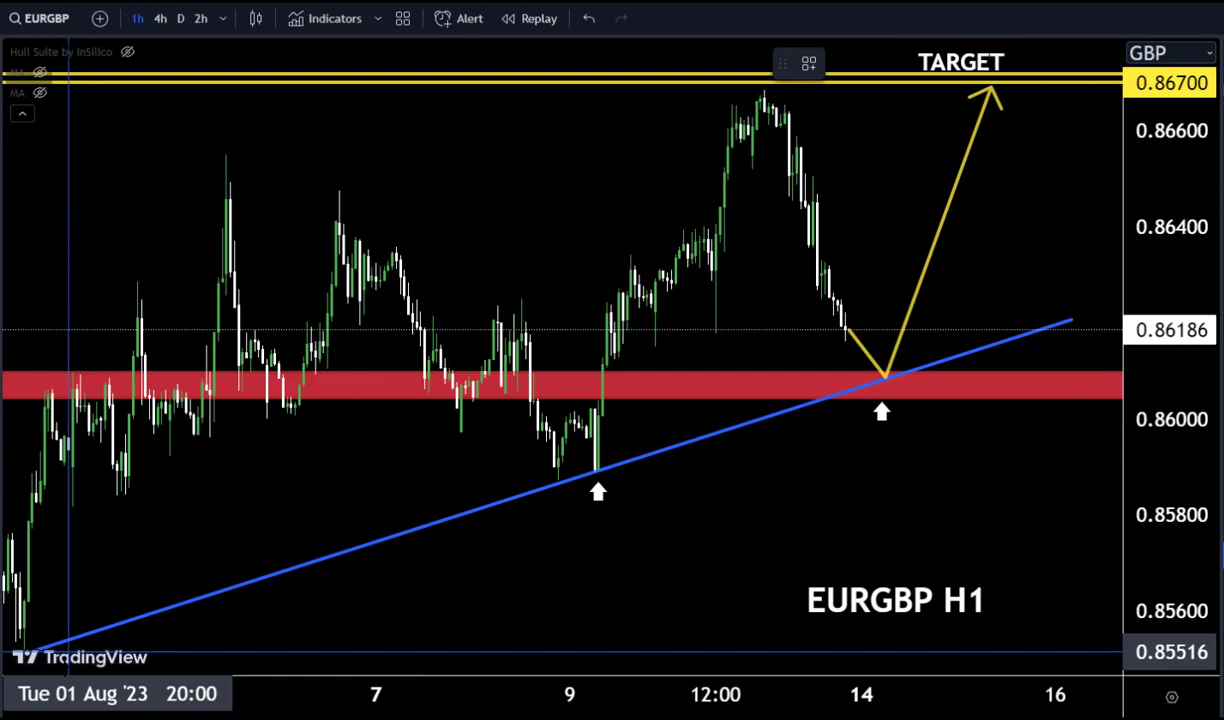 EURGBP 1h 4h D 2h Indicators Alert Replay
Hull Suite by InSilico
MA
MA
TARGET
GBP
0.86700
0.86600
0.86400
0.86186
0.86000
0.85800
0.85600
0.85516
EURGBP H1
TradingView
Tue 01 Aug '23 20:00 7 9 12:00 14 16